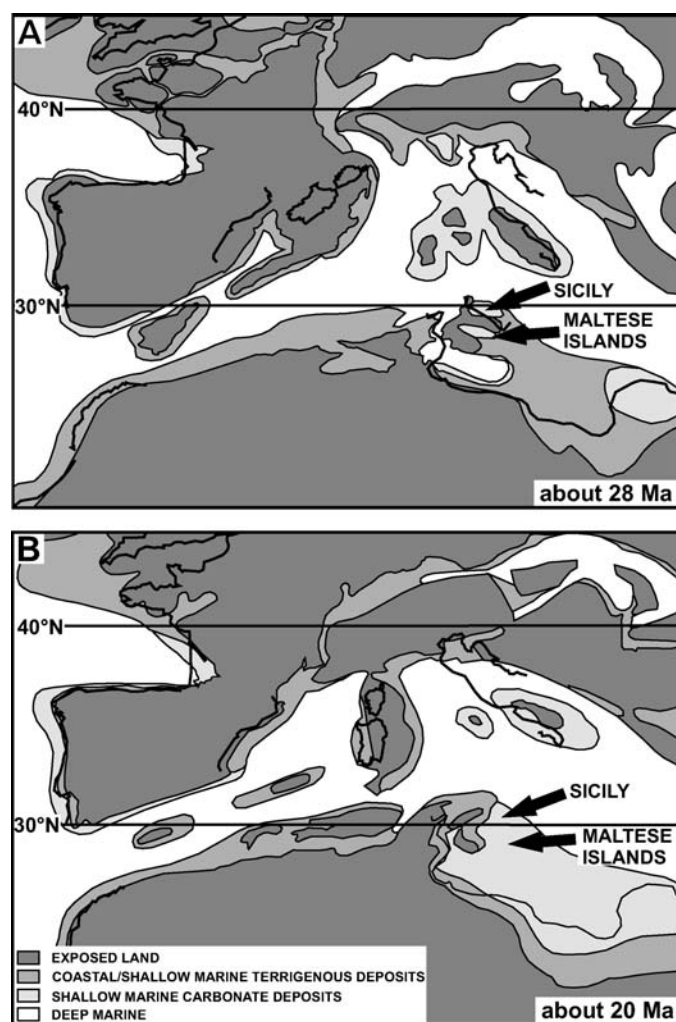 A
40°N
30°N
SICILY
MALTESE
ISLANDS
about 28 Ma
B
40°N
SICILY
30°N
MALTESE
ISLANDS
EXPOSED LAND
COASTAL/SHALLOW MARINE TERRIGENOUS DEPOSITS
SHALLOW MARINE CARBONATE DEPOSITS
DEEP MARINE
about 20 Ma